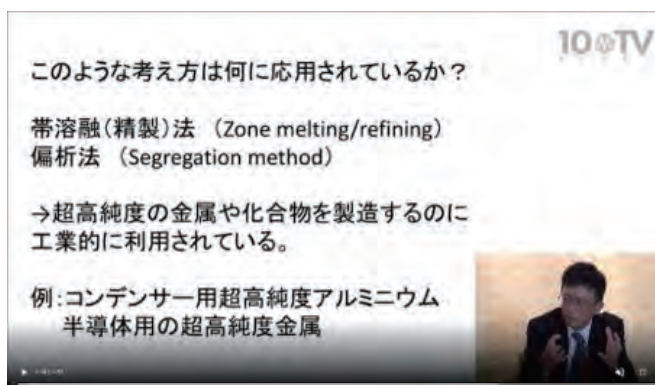 10 TV
このような考え方は何に応用されているか？
帯溶融（精製）法 （Zone melting/refining）
偏析法 （Segregation method）
→超高純度の金属や化合物を製造するのに
工業的に利用されている。
例：コンデンサー用超高純度アルミニウム
半導体用の超高純度金属